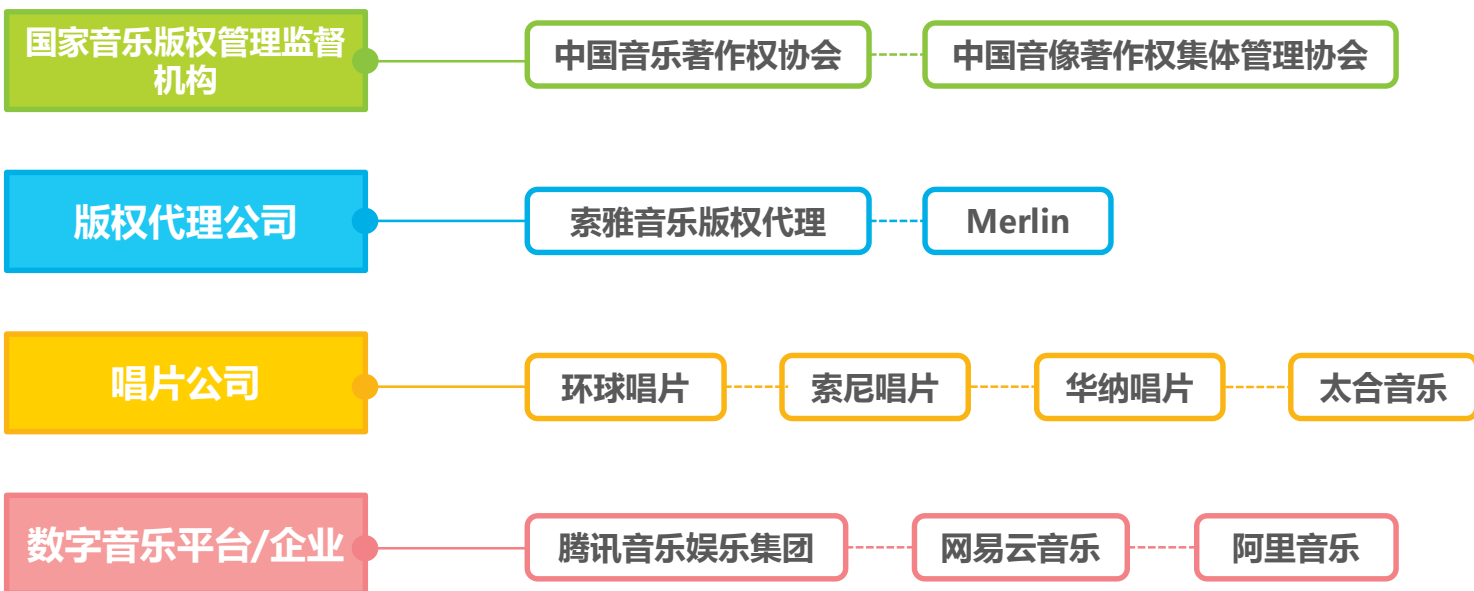 国家音乐版权管理监督
机构
中国音乐著作权协会
中国音像著作权集体管理协会
版权代理公司
索雅音乐版权代理
Merlin
唱片公司
环球唱片
索尼唱片
华纳唱片
太合音乐
数字音乐平台/企业
腾讯音乐娱乐集团
网易云音乐
阿里音乐